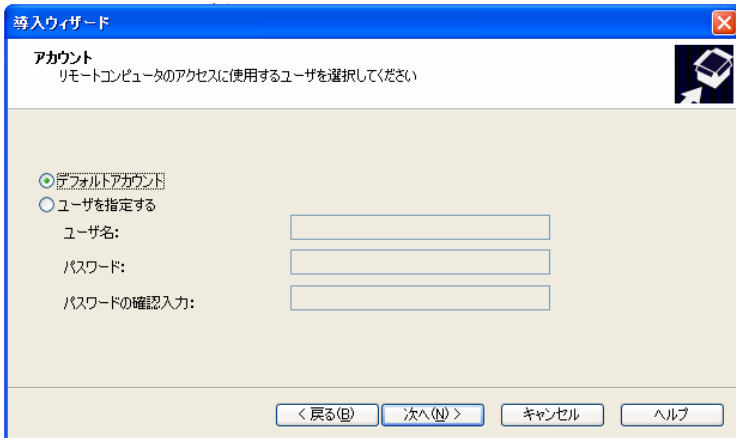 導入ウィザード
アカウント
リモートコンピュータのアクセスに使用するユーザを選択してください
デフォルトアカウント
ユーザを指定する
ユーザ名:
パスワード:
パスワードの確認入力:
< 戻る(B) 次へ(N) > キャンセル ヘルプ